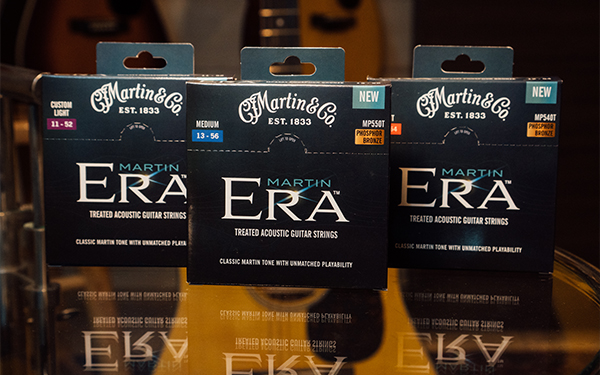 CUSTOM
LIGHT
11 - 52
C.F. Martin & Co.
EST. 1833
MARTIN
ERA
TREATED ACOUSTIC GUITAR STRINGS
CLASSIC MARTIN TONE WITH UNMATCHED PLAYABILITY
MEDIUM
13 - 56
C.F. Martin & Co.
EST. 1833
NEW
MP550T
PHOSPHOR
BRONZE
MARTIN
ERA™
TREATED ACOUSTIC GUITAR STRINGS
CLASSIC MARTIN TONE WITH UNMATCHED PLAYABILITY
C.F. Martin & Co.
EST. 1833
NEW
MP540T
PHOSPHOR
BRONZE
MARTIN
ERA™
TREATED ACOUSTIC GUITAR STRINGS
CLASSIC MARTIN TONE WITH UNMATCHED PLAYABILITY